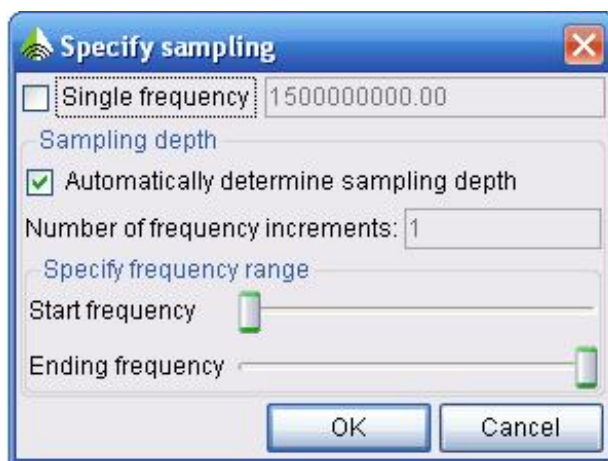 Specify sampling
Single frequency 1500000000.00
Sampling depth
Automatically determine sampling depth
Number of frequency increments: 1
Specify frequency range
Start frequency
Ending frequency
OK Cancel